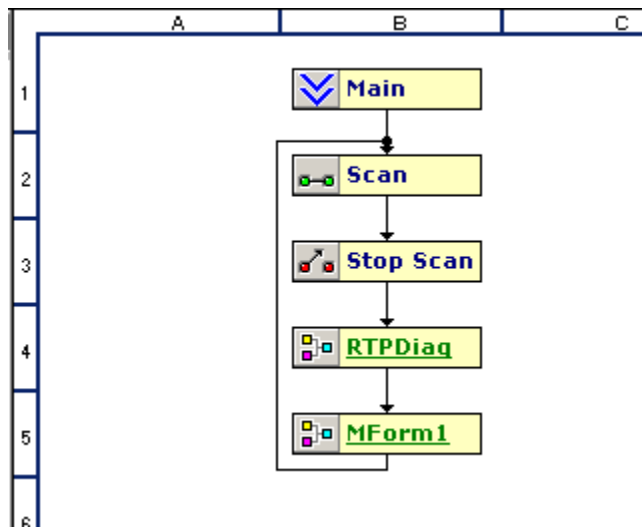 A B C
1
Main
2
Scan
3
Stop Scan
4
RTPDiag
5
MForm1
6